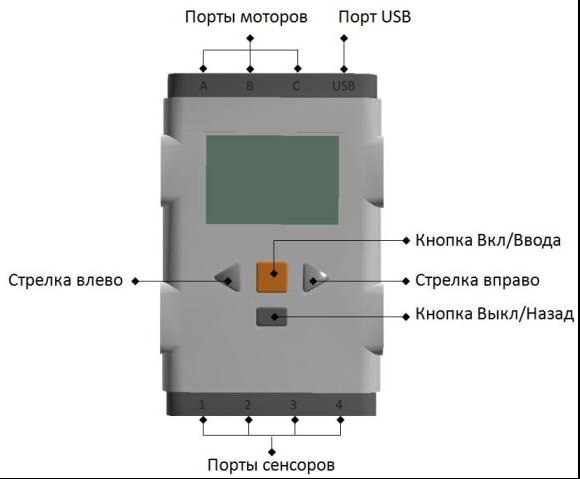 Порты моторов
Порт USB
A B C USB
Кнопка Вкл/Ввода
Стрелка влево
Стрелка вправо
Кнопка Выкл/Назад
1 2 3 4
Порты сенсоров